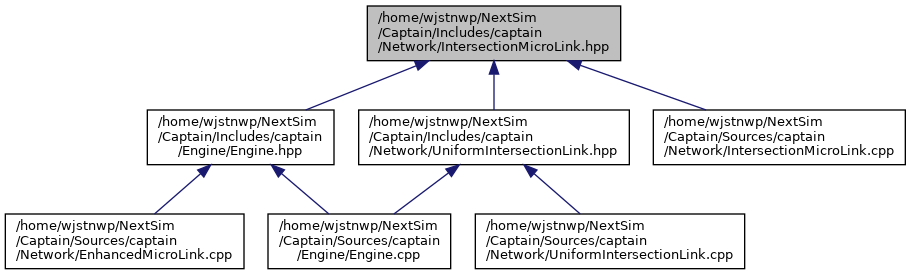 /home/wjstnwp/NextSim
/Captain/Includes/captain
/Network/IntersectionMicroLink.hpp
/home/wjstnwp/NextSim
/Captain/Includes/captain
/Engine/Engine.hpp
/home/wjstnwp/NextSim
/Captain/Includes/captain
/Network/UniformIntersectionLink.hpp
/home/wjstnwp/NextSim
/Captain/Sources/captain
/Network/IntersectionMicroLink.cpp
/home/wjstnwp/NextSim
/Captain/Sources/captain
/Network/EnhancedMicroLink.cpp
/home/wjstnwp/NextSim
/Captain/Sources/captain
/Engine/Engine.cpp
/home/wjstnwp/NextSim
/Captain/Sources/captain
/Network/UniformIntersectionLink.cpp